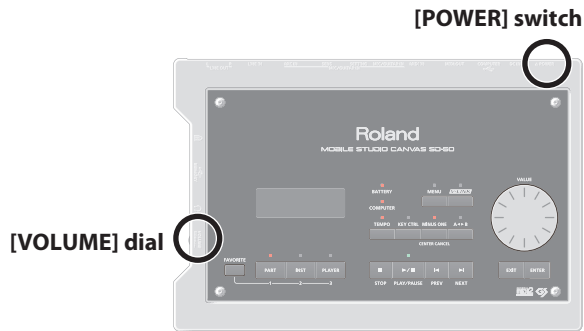 [POWER] switch
Roland
MOBILE STUDIO CANVAS SD-50
VALUE
BATTERY
MENU
COMPUTER
[VOLUME] dial
TEMPO KEY CTRL MINUS ONE A↔B
CENTER CANCEL
FAVORITE
PART INST PLAYER
EXIT ENTER
1 2 3
STOP PLAY/PAUSE PREV NEXT